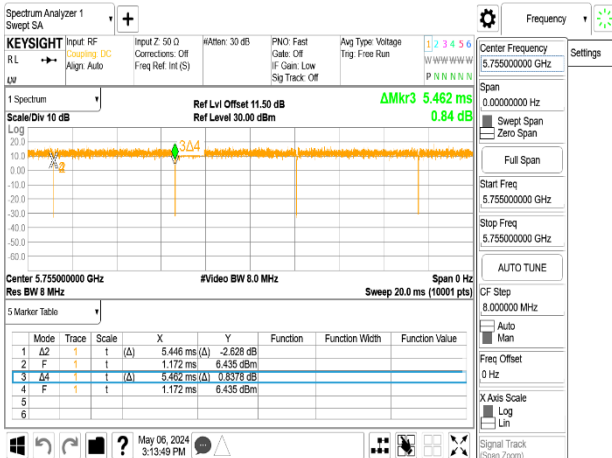 Spectrum Analyzer 1
Swept SA
Frequency
KEYSIGHT
RL
Input: RF
Coupling: DC
Align: Auto
Input Z: 50 Ω
Corrections: Off
Freq Ref: Int (S)
#Atten: 30 dB
PNO: Fast
Gate: Off
IF Gain: Low
Sig Track: Off
Avg Type: Voltage
Trig: Free Run
1 2 3 4 5 6
W W W W W W
P N N N N N
1 Spectrum
Scale/Div 10 dB
Ref Lvl Offset 11.50 dB
Ref Level 30.00 dBm
ΔMkr3 5.462 ms
0.84 dB
Log
20.0
10.0
0.00
-10.0
-20.0
-30.0
-40.0
-50.0
-60.0
2
3Δ4
Center 5.755000000 GHz
Res BW 8 MHz
#Video BW 8.0 MHz
Span 0 Hz
Sweep 20.0 ms (10001 pts)
5 Marker Table
Mode Trace Scale X Y Function Function Width Function Value
1 Δ2 1 t (Δ) 5.446 ms (Δ) -2.628 dB
2 F 1 t 1.172 ms 6.435 dBm
3 Δ4 1 t (Δ) 5.462 ms (Δ) 0.8378 dB
4 F 1 t 1.172 ms 6.435 dBm
5
6
May 06, 2024
3:13:49 PM
Center Frequency
5.755000000 GHz
Settings
Span
0.00000000 Hz
Swept Span
Zero Span
Full Span
Start Freq
5.755000000 GHz
Stop Freq
5.755000000 GHz
AUTO TUNE
CF Step
8.000000 MHz
Auto
Man
Freq Offset
0 Hz
X Axis Scale
Log
Lin
Signal Track
(Span Zoom)